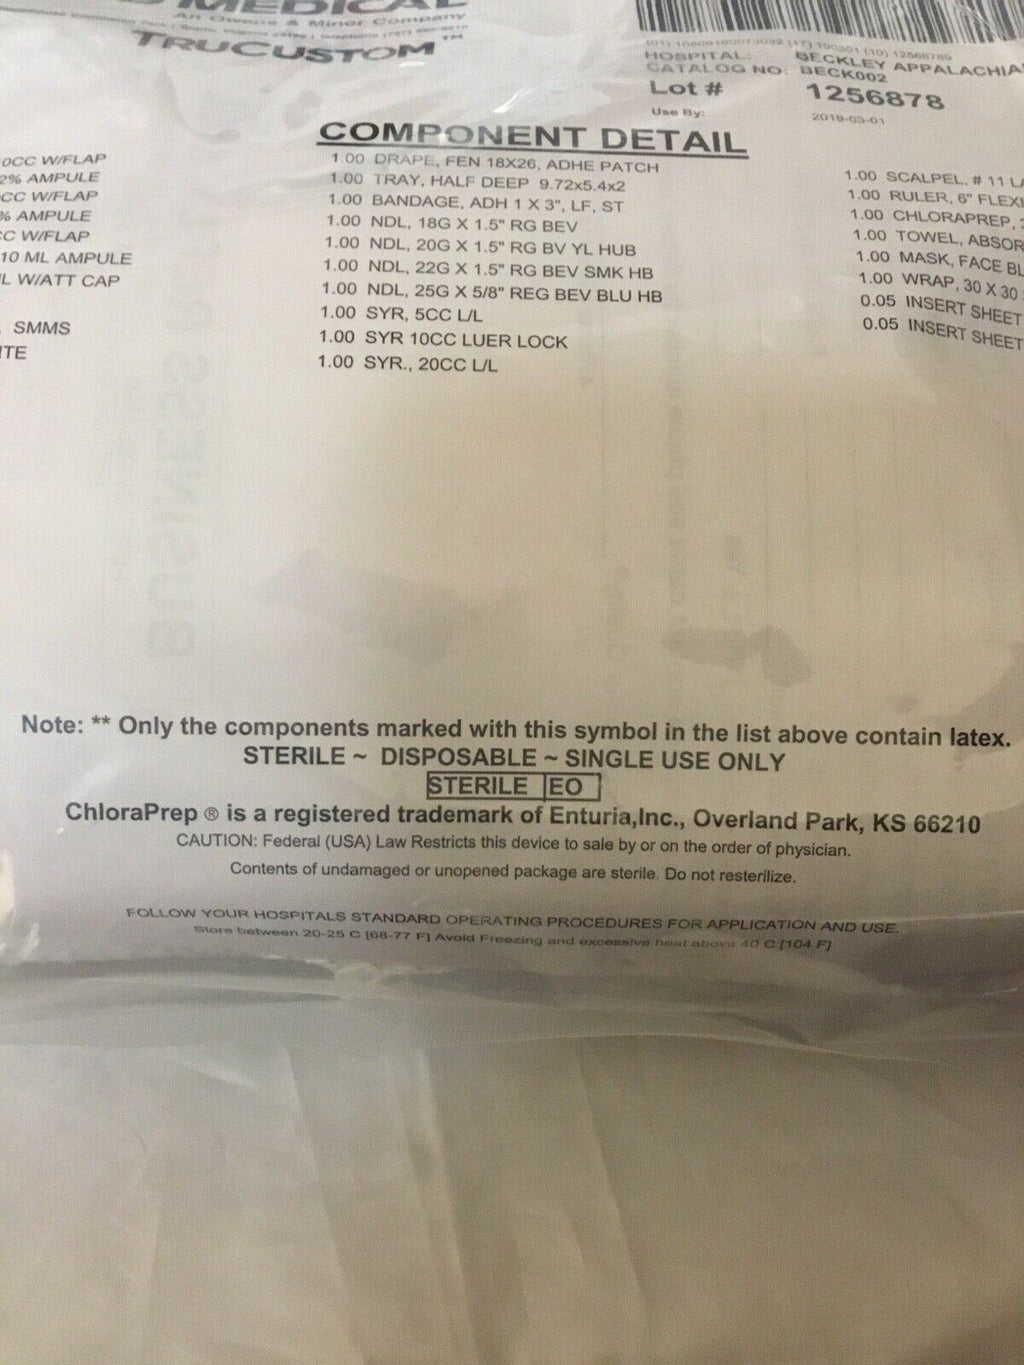 MEDICAL
An Owens & Minor Company
TRUCUSTOM™
HOSPITAL: BECKLEY APPALACHIA
CATALOG NO: BECK002
Lot # 1256878
Use By: 2019-03-01
COMPONENT DETAIL
0CC W/FLAP
2% AMPULE
CC W/FLAP
% AMPULE
CC W/FLAP
10 ML AMPULE
L W/ATT CAP
, SMMS
ITE
1.00 DRAPE, FEN 18X26, ADHE PATCH
1.00 TRAY, HALF DEEP 9.72x5.4x2
1.00 BANDAGE, ADH 1 X 3", LF, ST
1.00 NDL, 18G X 1.5" RG BEV
1.00 NDL, 20G X 1.5" RG BV YL HUB
1.00 NDL, 22G X 1.5" RG BEV SMK HB
1.00 NDL, 25G X 5/8" REG BEV BLU HB
1.00 SYR, 5CC L/L
1.00 SYR 10CC LUER LOCK
1.00 SYR., 20CC L/L
1.00 SCALPEL, # 11 LA
1.00 RULER, 6" FLEXI
1.00 CHLORAPREP,
1.00 TOWEL, ABSOR
1.00 MASK, FACE BL
1.00 WRAP, 30 X 30
0.05 INSERT SHEET
0.05 INSERT SHEET
BUSINESS
Note: ** Only the components marked with this symbol in the list above contain latex.
STERILE ~ DISPOSABLE ~ SINGLE USE ONLY
STERILE EO
ChloraPrep ® is a registered trademark of Enturia,Inc., Overland Park, KS 66210
CAUTION: Federal (USA) Law Restricts this device to sale by or on the order of physician.
Contents of undamaged or unopened package are sterile. Do not resterilize.
FOLLOW YOUR HOSPITALS STANDARD OPERATING PROCEDURES FOR APPLICATION AND USE.
Store between 20-25 C [68-77 F] Avoid Freezing and excessive heat above 40 C [104 F]